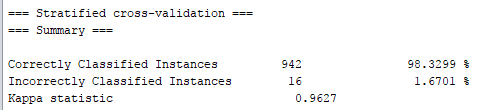 === Stratified cross-validation ===
=== Summary ===
Correctly Classified Instances 942 98.3299 %
Incorrectly Classified Instances 16 1.6701 %
Kappa statistic 0.9627